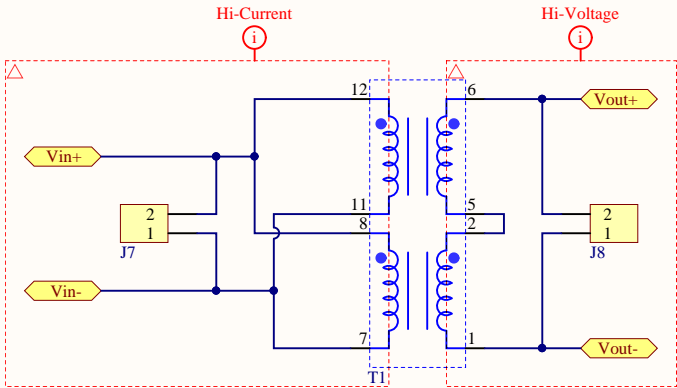 Hi-Current Hi-Voltage
i i
12 6
Vin+ Vout+
11 5
2 2
8 2
1 1
J7 J8
Vin-
7 1
Vout-
T1